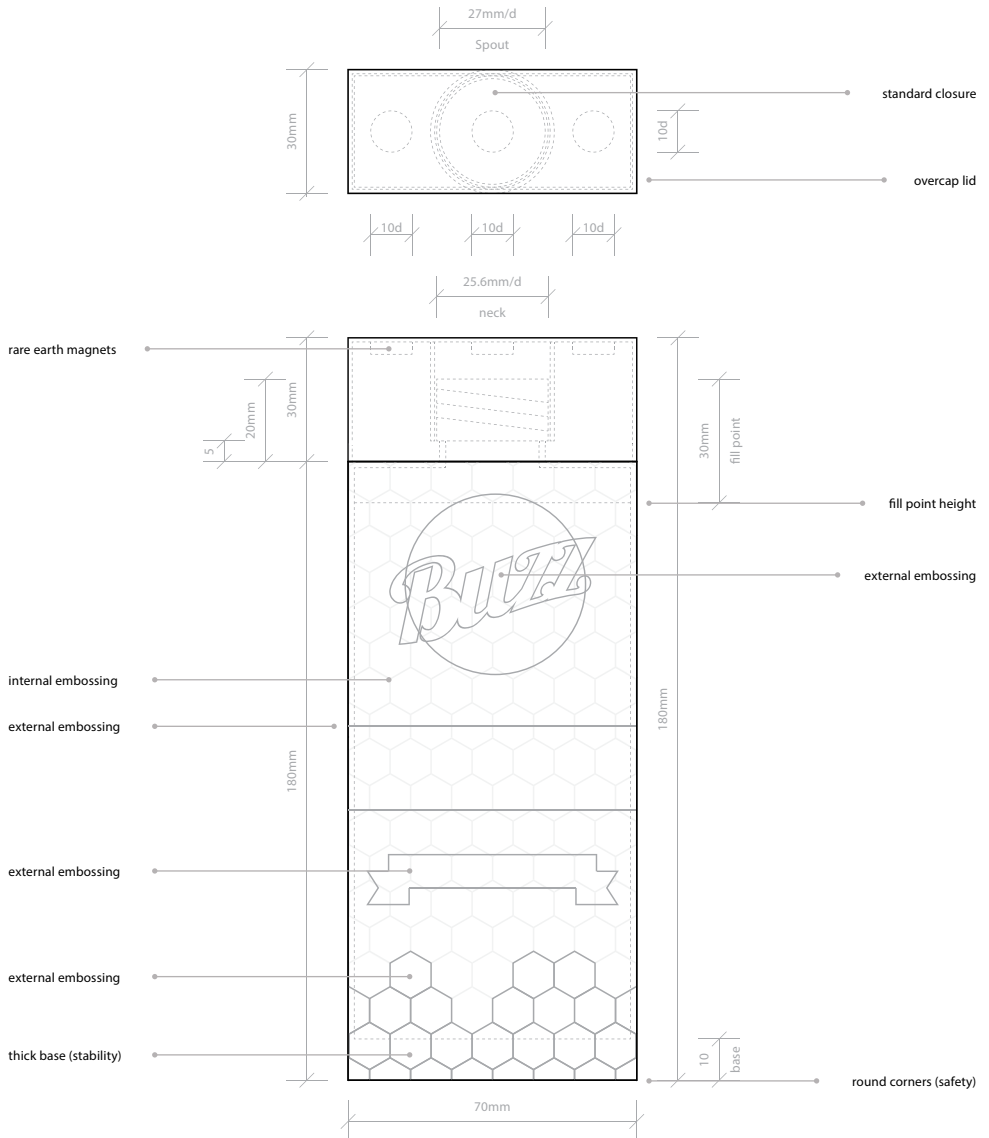 27mm/d
Spout
standard closure
30mm
10d
overcap lid
10d
10d
10d
25.6mm/d
neck
rare earth magnets
30mm
20mm
5
30mm
fill point
fill point height
Buzz
external embossing
internal embossing
external embossing
180mm
180mm
external embossing
external embossing
thick base (stability)
10
base
round corners (safety)
70mm